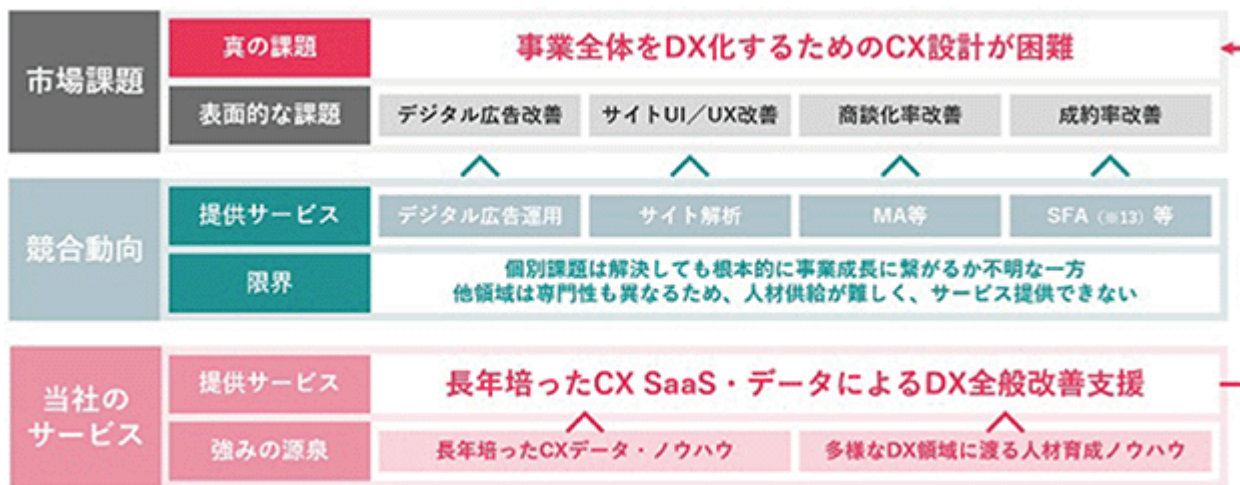 市場課題
真の課題
事業全体をDX化するためのCX設計が困難
表面的な課題
デジタル広告改善
サイトUI／UX改善
商談化率改善
成約率改善
競合動向
提供サービス
デジタル広告運用
サイト解析
MA等
SFA（※13）等
限界
個別課題は解決しても根本的に事業成長に繋がるか不明な一方
他領域は専門性も異なるため、人材供給が難しく、サービス提供できない
当社の
サービス
提供サービス
長年培ったCX SaaS・データによるDX全般改善支援
強みの源泉
長年培ったCXデータ・ノウハウ
多様なDX領域に渡る人材育成ノウハウ